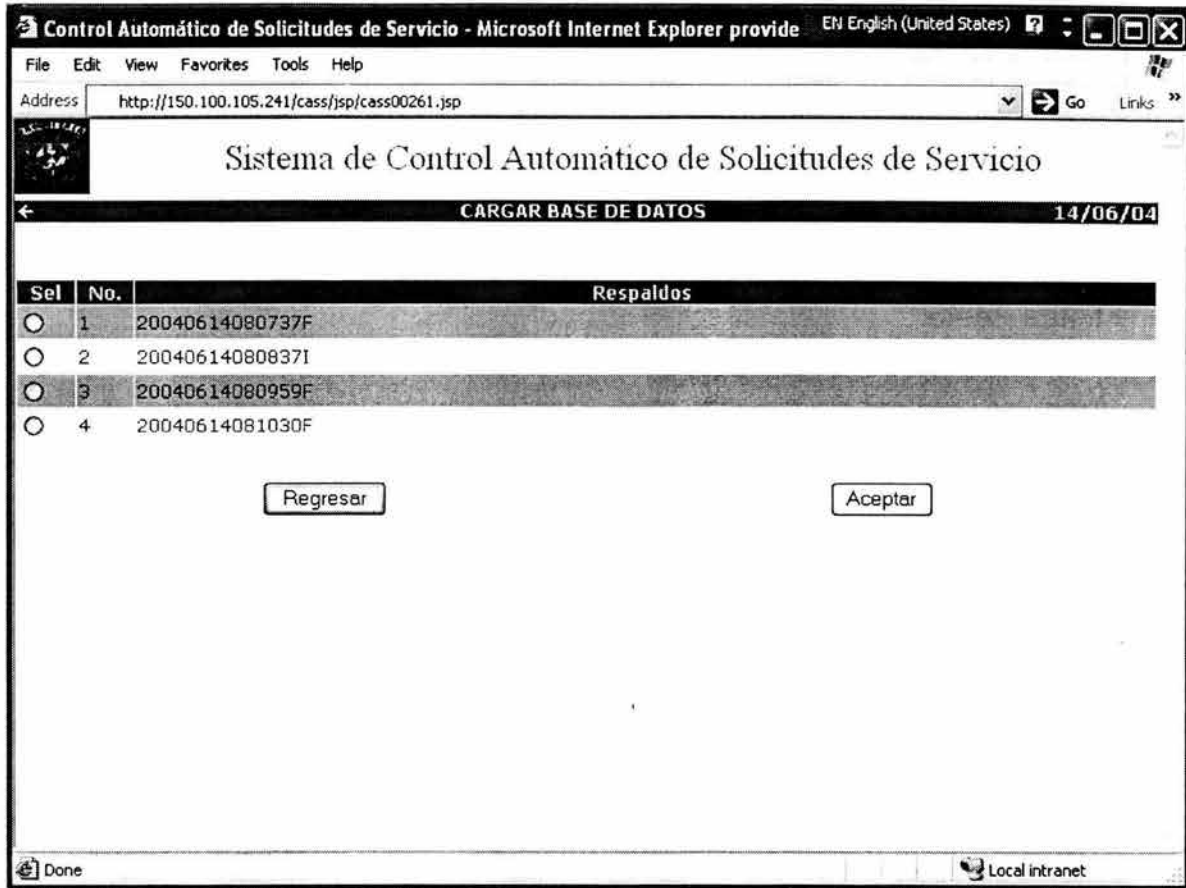 Control Automático de Solicitudes de Servicio - Microsoft Internet Explorer provide EN English (United States)
File Edit View Favorites Tools Help
Address http://150.100.105.241/cass/jsp/cass00261.jsp Go Links »
Sistema de Control Automático de Solicitudes de Servicio
CARGAR BASE DE DATOS 14/06/04
Sel No. Respaldos
1 20040614080737F
2 20040614080837I
3 20040614080959F
4 20040614081030F
Regresar Aceptar
Done Local intranet